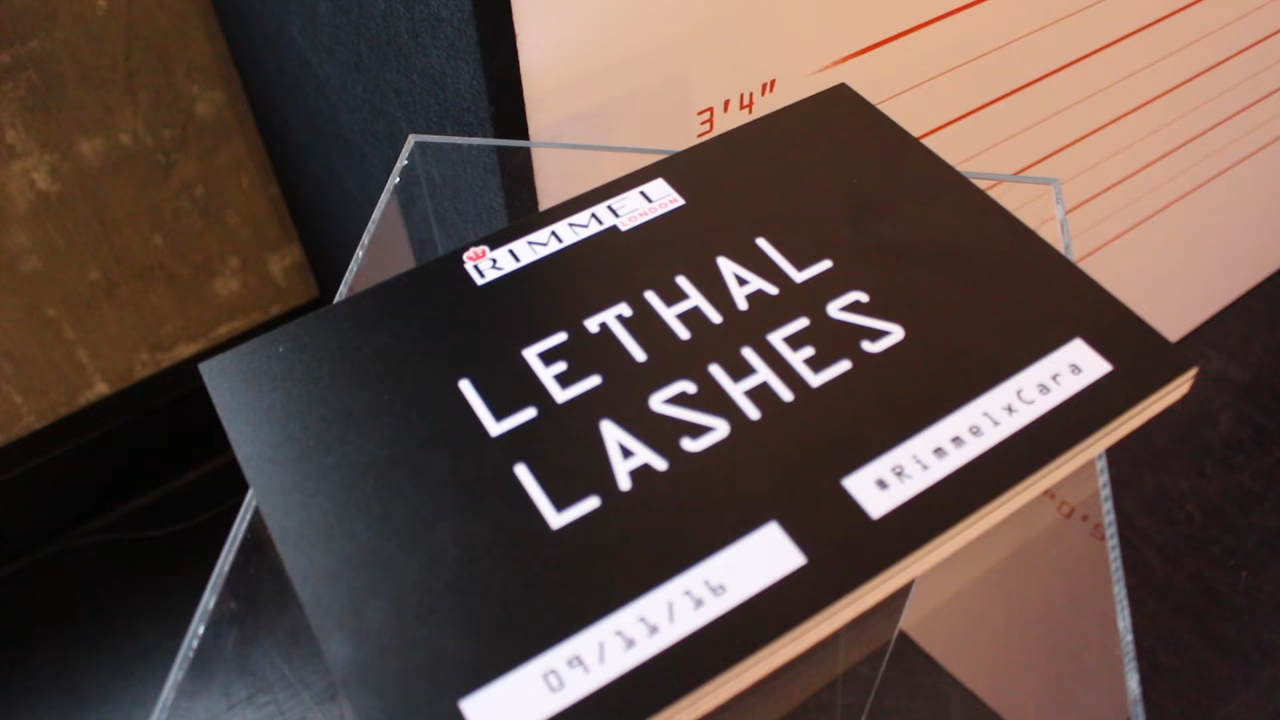 3'4"
RIMMEL
LONDON
LETHAL
LASHES
#RimmelxCara
09/11/16